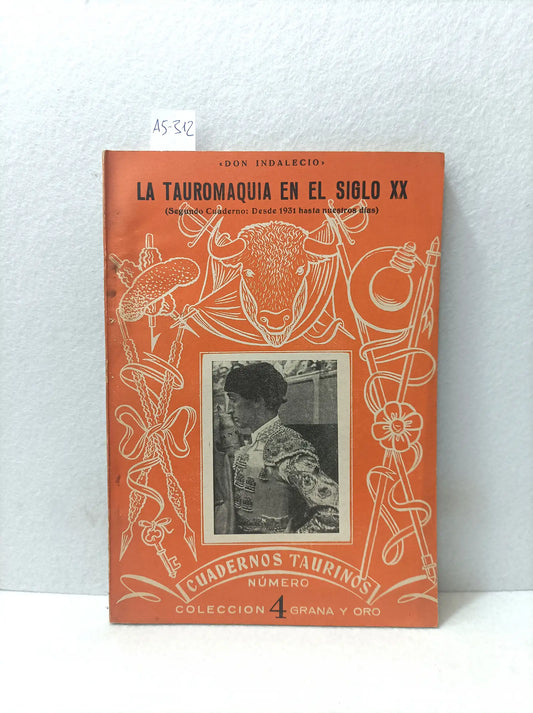 A5-312
«DON INDALECIO»
LA TAUROMAQUIA EN EL SIGLO XX
(Segundo Cuaderno: Desde 1931 hasta nuestros días)
CUADERNOS TAURINOS
NÚMERO
COLECCION 4 GRANA Y ORO